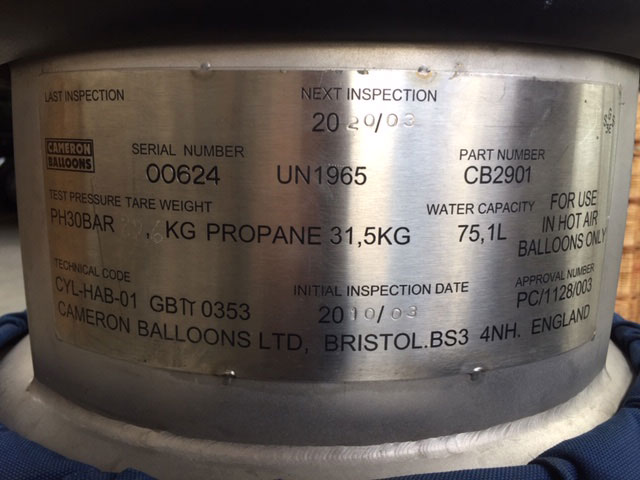 LAST INSPECTION NEXT INSPECTION
20 20/03
CAMERON
BALLOONS
SERIAL NUMBER PART NUMBER
00624 UN1965 CB2901
TEST PRESSURE TARE WEIGHT WATER CAPACITY FOR USE
PH30BAR , KG PROPANE 31,5KG 75,1L IN HOT AIR
BALLOONS ONLY
TECHNICAL CODE INITIAL INSPECTION DATE APPROVAL NUMBER
CYL-HAB-01 GB 0353 2010/03 PC/1128/003
CAMERON BALLOONS LTD, BRISTOL.BS3 4NH. ENGLAND